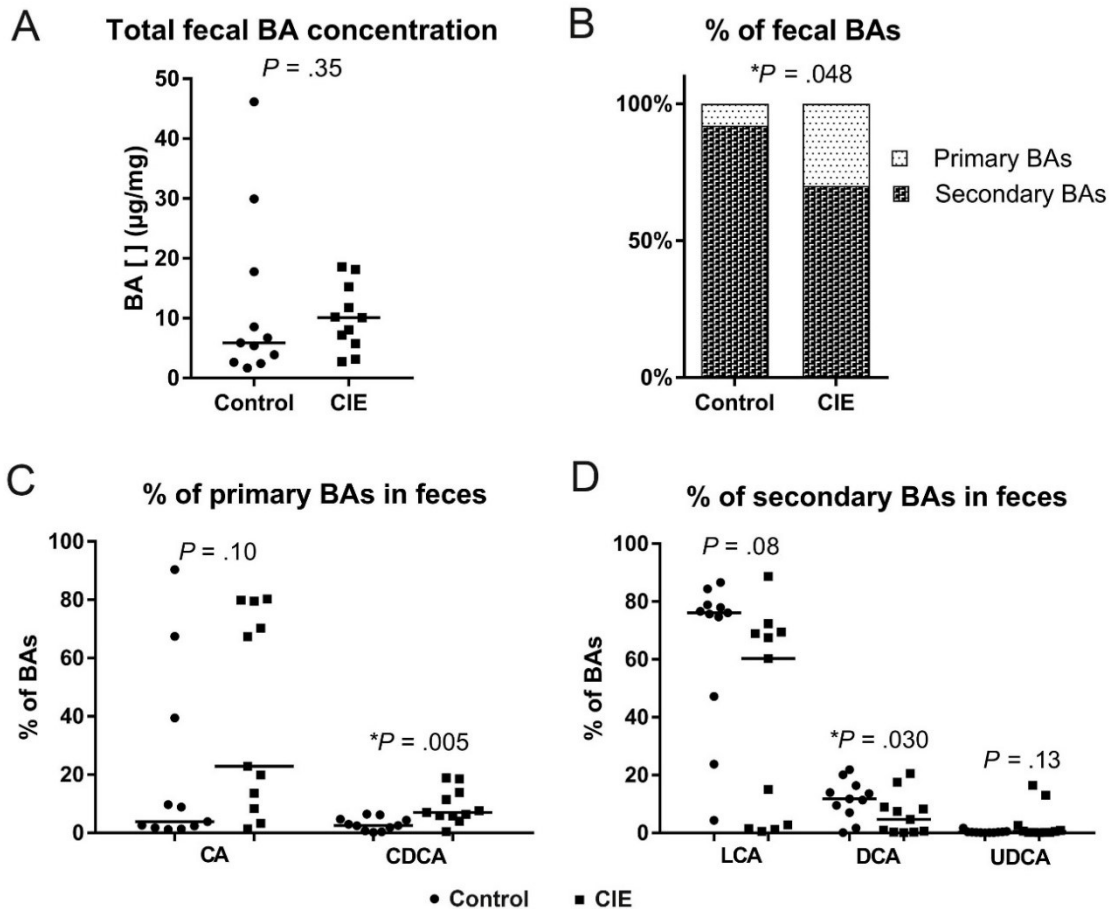 A
Total fecal BA concentration
P = .35
BA [ ] (µg/mg)
50
40
30
20
10
0
Control
CIE
B
% of fecal BAs
*P = .048
100%
50%
0%
Control
CIE
Primary BAs
Secondary BAs
C
% of primary BAs in feces
P = .10
*P = .005
% of BAs
100
80
60
40
20
0
CA
CDCA
D
% of secondary BAs in feces
P = .08
*P = .030
P = .13
% of BAs
100
80
60
40
20
0
LCA
DCA
UDCA
Control
CIE